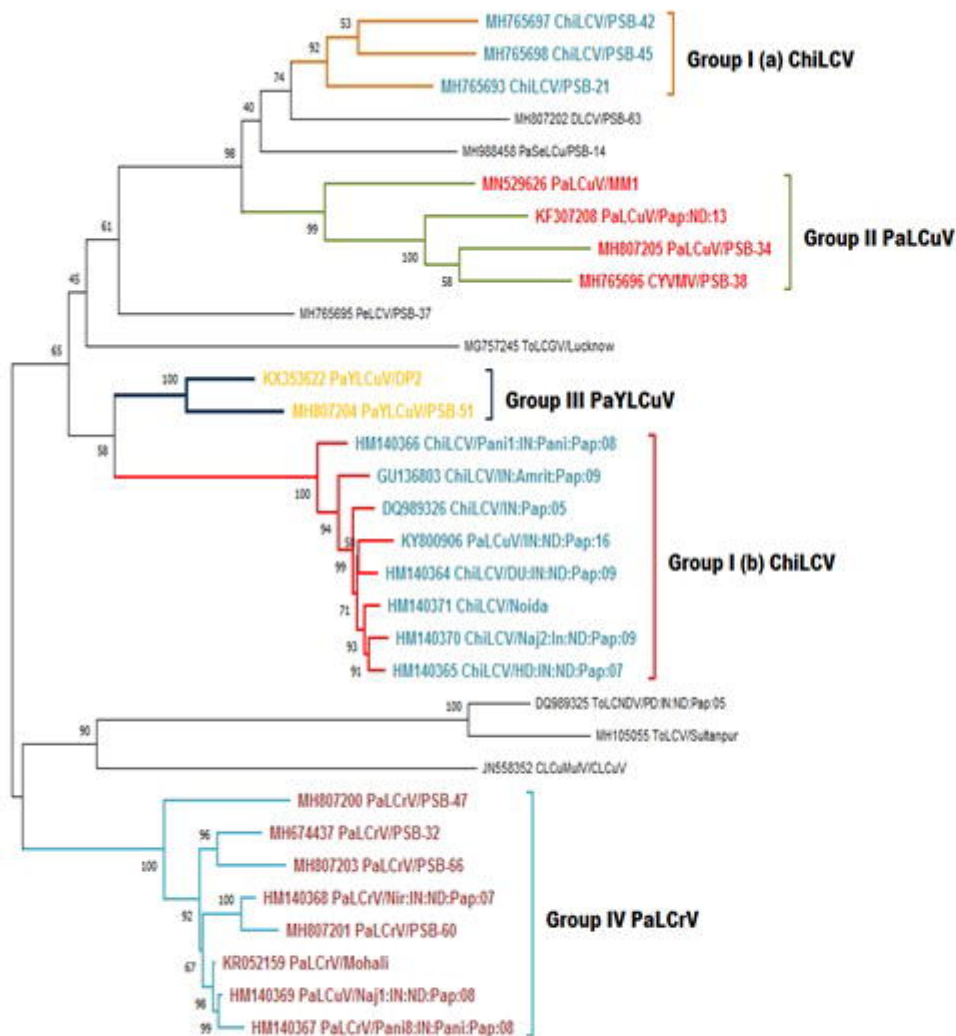 53
MH765697 ChiLCV/PSB-42
92
MH765698 ChiLCV/PSB-45
Group I (a) ChiLCV
74
MH765693 ChiLCV/PSB-21
40
MH807202 DLCV/PSB-63
98
MH988458 PaSeLCu/PSB-14
MN529626 PaLCuV/MM1
99
KF307208 PaLCuV/Pap:ND:13
61
Group II PaLCuV
100
MH807205 PaLCuV/PSB-34
58
MH765696 CYVMV/PSB-38
45
MH765695 PeLCV/PSB-37
MG757245 ToLCGV/Lucknow
65
100
KX353622 PaYLCuV/DP2
Group III PaYLCuV
MH807204 PaYLCuV/PSB-51
58
HM140366 ChiLCV/Pani1:IN:Pani:Pap:08
100
GU136803 ChiLCV/IN:Amrit:Pap:09
94
DQ989326 ChiLCV/IN:Pap:05
KY800906 PaLCuV/IN:ND:Pap:16
99
Group I (b) ChiLCV
HM140364 ChiLCV/DU:IN:ND:Pap:09
71
HM140371 ChiLCV/Noida
93
HM140370 ChiLCV/Naj2:In:ND:Pap:09
91
HM140365 ChiLCV/HD:IN:ND:Pap:07
100
DQ989325 ToLCNDV/PD:IN:ND:Pap:05
90
MH105055 ToLCV/Sultanpur
JN558352 CLCuMulV/CLCuV
MH807200 PaLCrV/PSB-47
96
MH674437 PaLCrV/PSB-32
100
MH807203 PaLCrV/PSB-66
100
HM140368 PaLCrV/Nir:IN:ND:Pap:07
92
Group IV PaLCrV
MH807201 PaLCrV/PSB-60
67
KR052159 PaLCrV/Mohali
98
HM140369 PaLCuV/Naj1:IN:ND:Pap:08
99
HM140367 PaLCrV/Pani8:IN:Pani:Pap:08